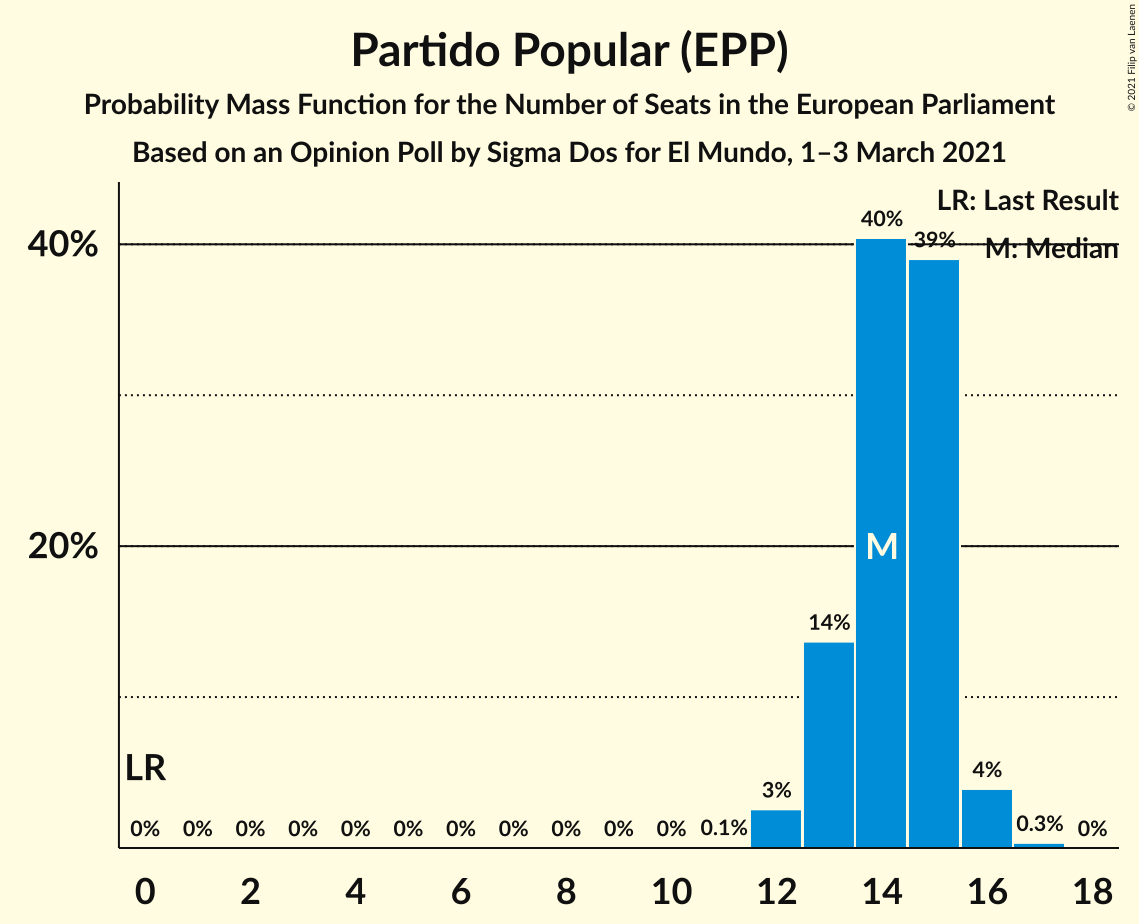 Partido Popular (EPP)
Probability Mass Function for the Number of Seats in the European Parliament
Based on an Opinion Poll by Sigma Dos for El Mundo, 1–3 March 2021
© 2021 Filip van Laenen
LR: Last Result
M: Median
40%
20%
LR
M
0% 0% 0% 0% 0% 0% 0% 0% 0% 0% 0% 0.1% 3% 14% 40% 39% 4% 0.3% 0%
0 2 4 6 8 10 12 14 16 18